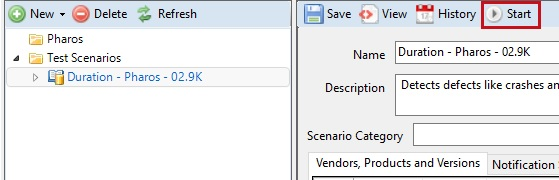 New Delete Refresh
Pharos
Test Scenarios
Duration - Pharos - 02.9K
Save View History Start
Name Duration - Pharos - 02.9K
Description Detects defects like crashes an
Scenario Category
Vendors, Products and Versions Notification